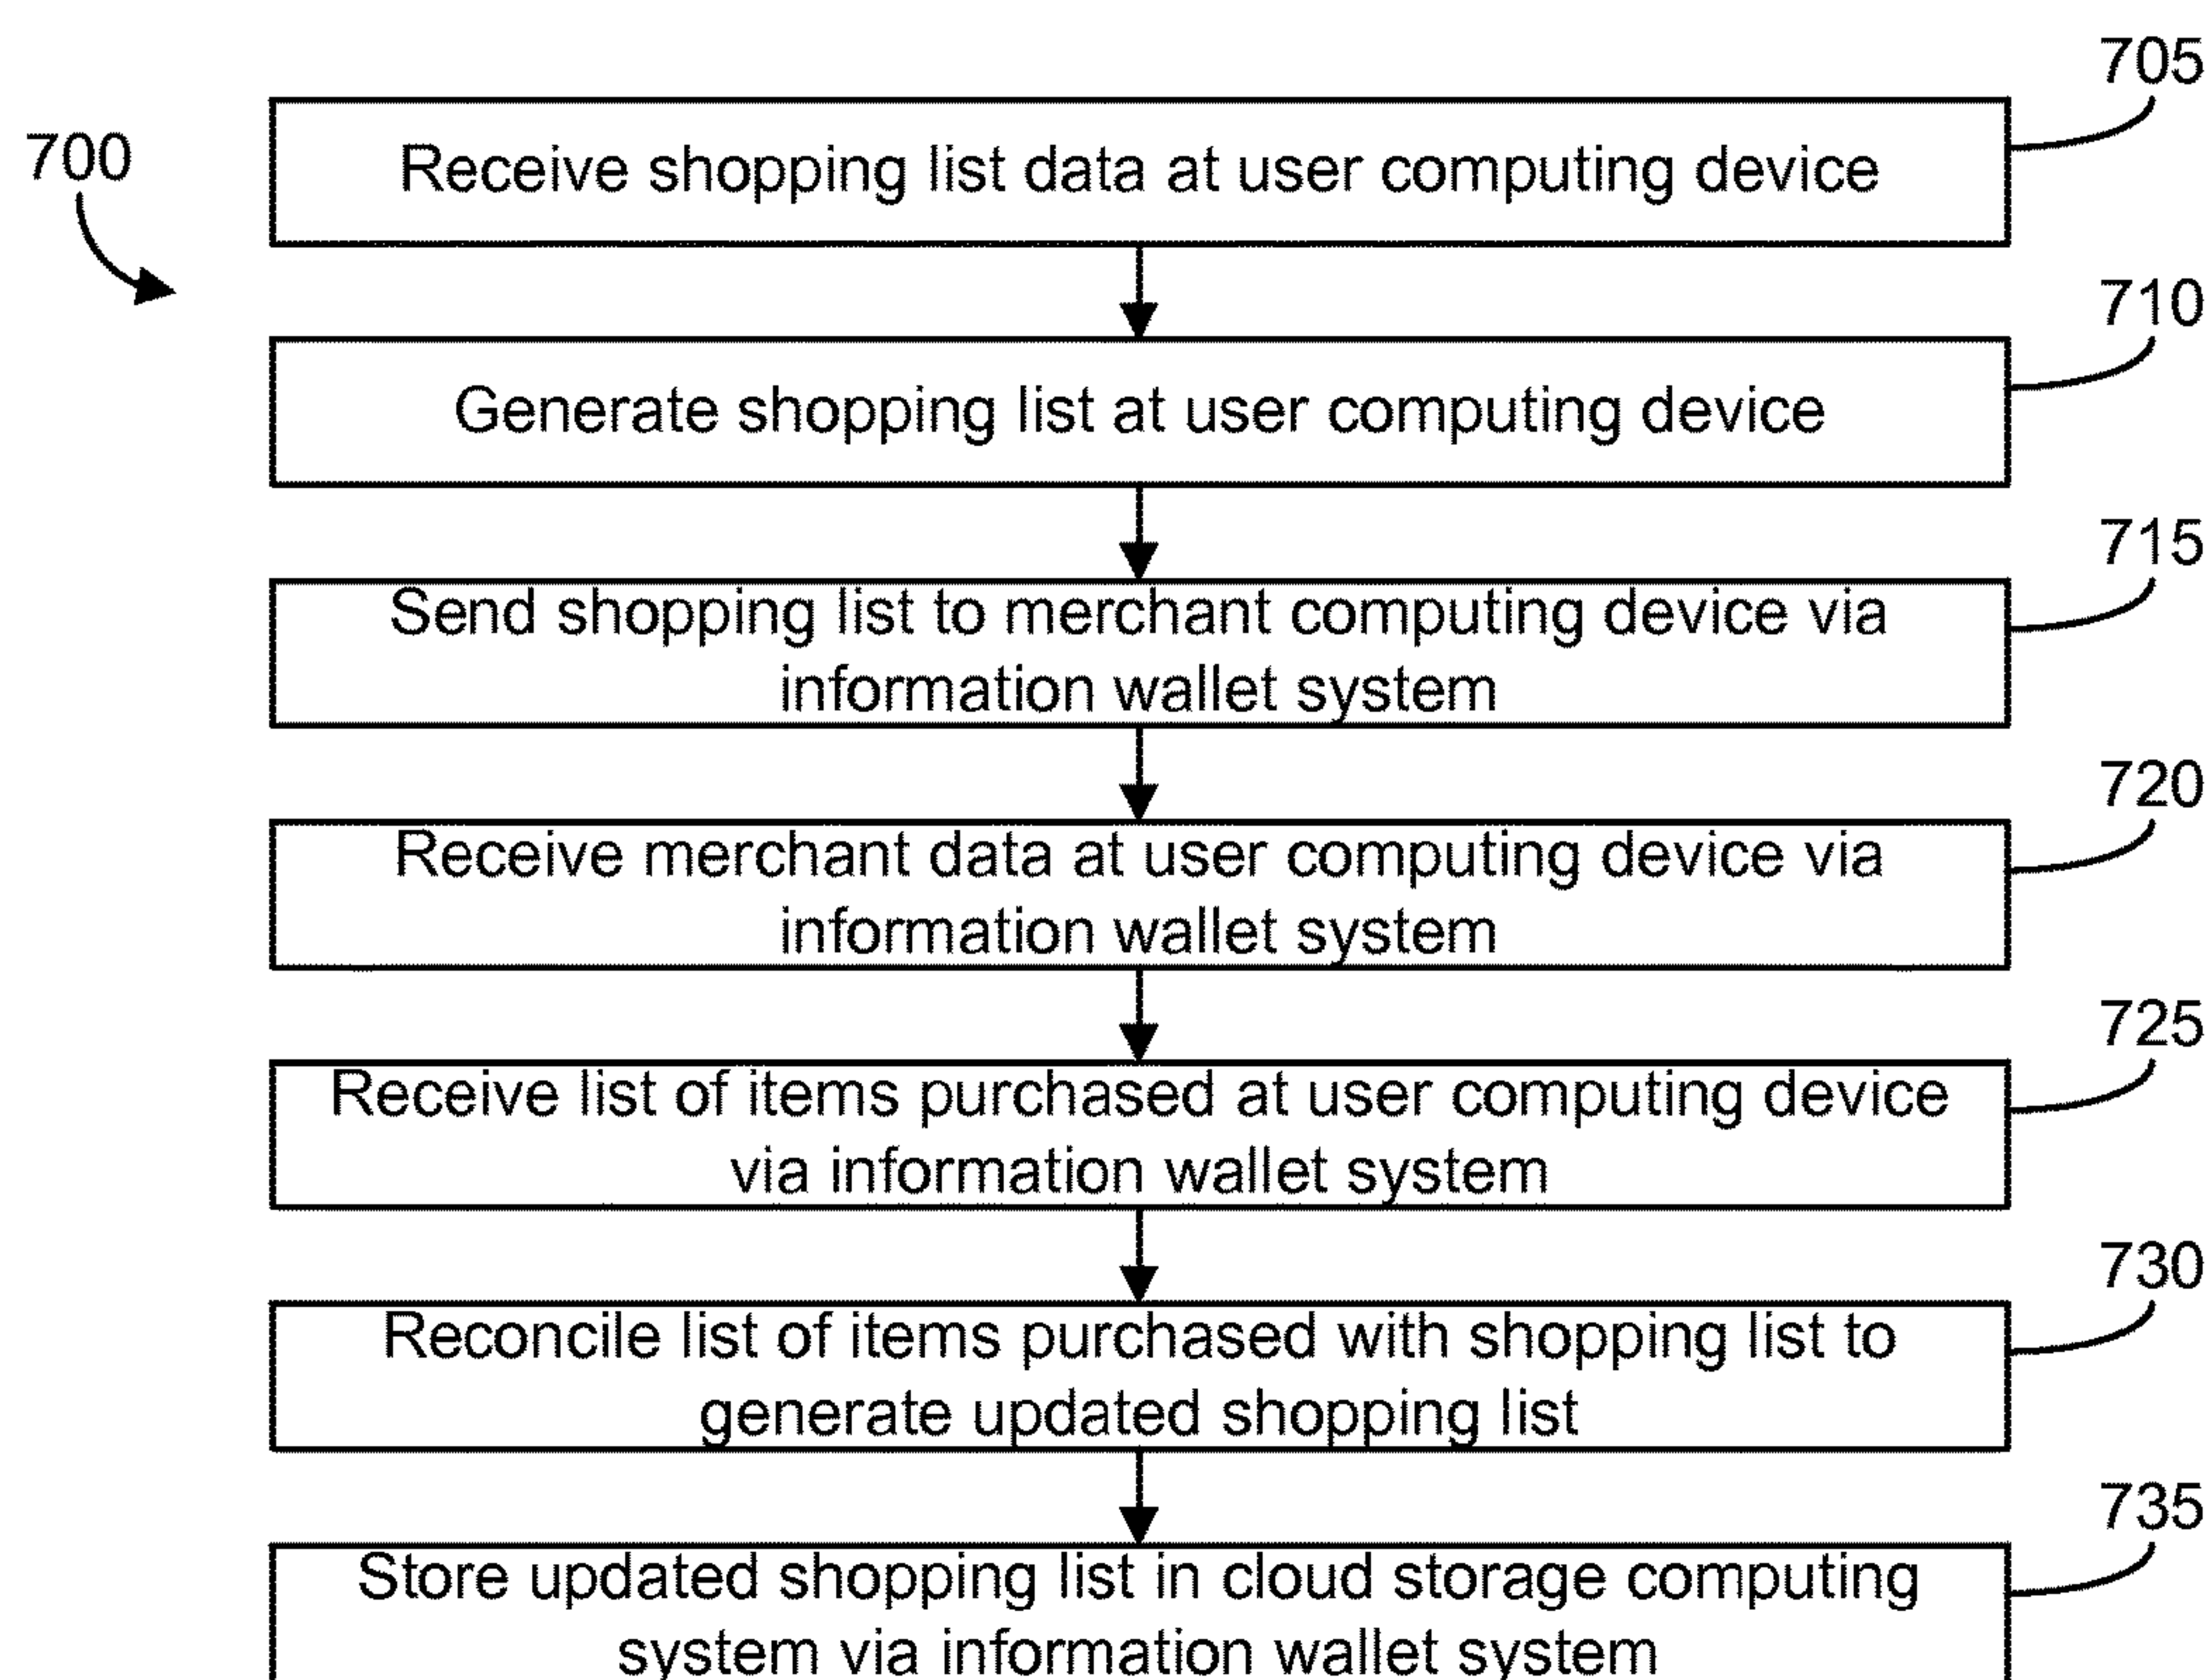 705
700
Receive shopping list data at user computing device
710
Generate shopping list at user computing device
715
Send shopping list to merchant computing device via
information wallet system
720
Receive merchant data at user computing device via
information wallet system
725
Receive list of items purchased at user computing device
via information wallet system
730
Reconcile list of items purchased with shopping list to
generate updated shopping list
735
Store updated shopping list in cloud storage computing
system via information wallet system